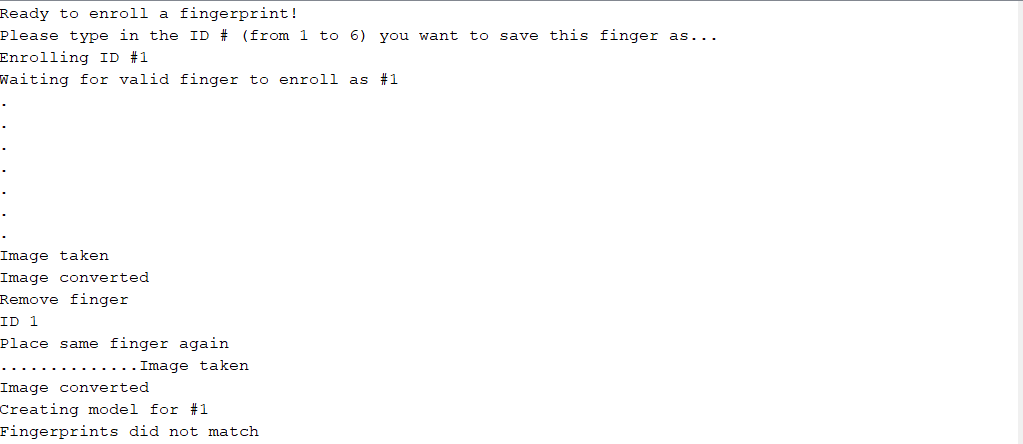 Ready to enroll a fingerprint!
Please type in the ID # (from 1 to 6) you want to save this finger as...
Enrolling ID #1
Waiting for valid finger to enroll as #1
.
.
.
.
.
.
.
Image taken
Image converted
Remove finger
ID 1
Place same finger again
..............Image taken
Image converted
Creating model for #1
Fingerprints did not match